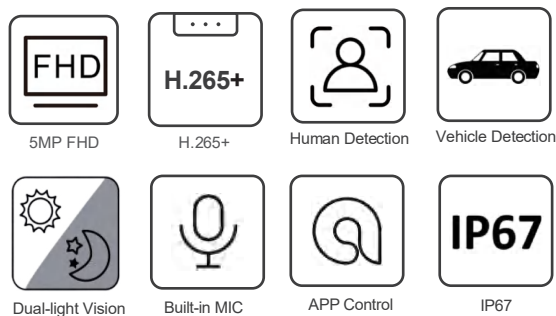 FHD
H.265+
5MP FHD
H.265+
Human Detection
Vehicle Detection
IP67
Dual-light Vision
Built-in MIC
APP Control
IP67